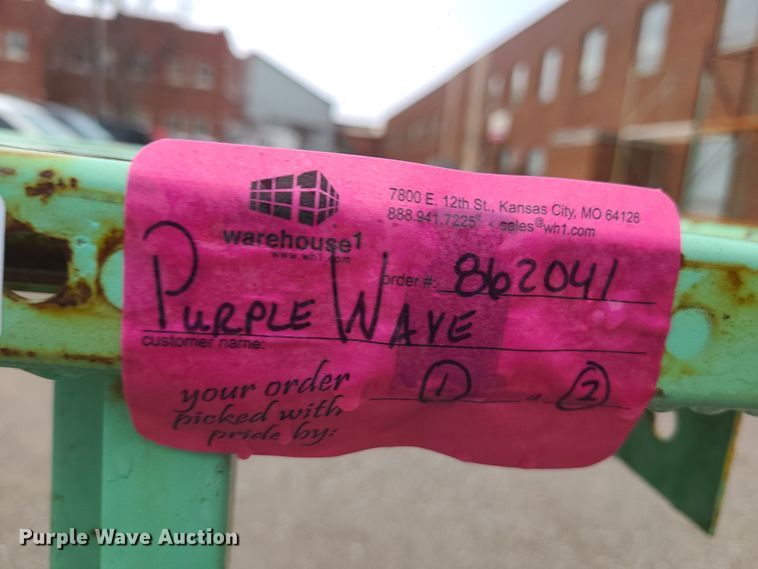 7800 E. 12th St., Kansas City, MO 64126
888.941.7225 • sales@wh1.com
warehouse1
www.wh1.com
order #: 862041
PURPLE WAVE
customer name:
1 of 2
your order
picked with
pride by:
Purple Wave Auction